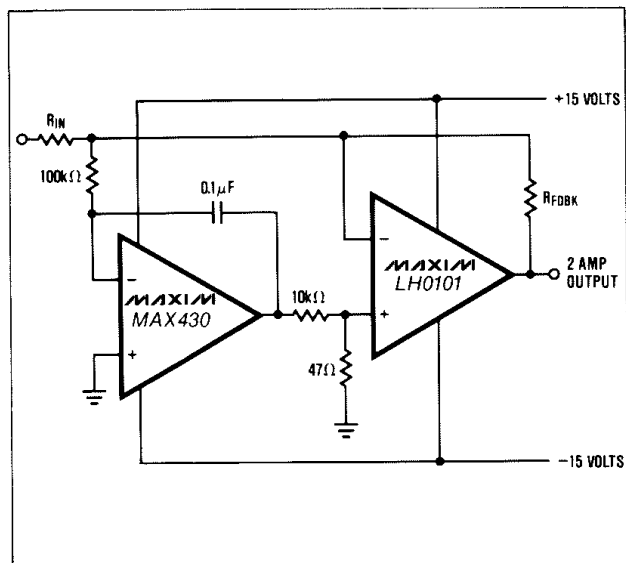 +15 VOLTS
RIN
100kΩ
0.1μF
RFDBK
−
MAXIM
MAX430
+
10kΩ
47Ω
−
MAXIM
LH0101
+
2 AMP
OUTPUT
−15 VOLTS